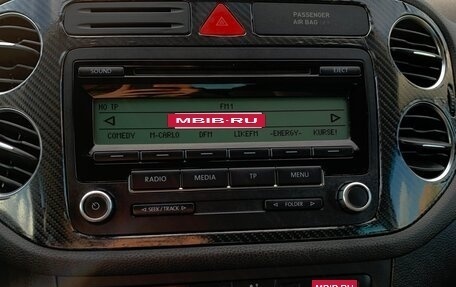 PASSENGER
AIR BAG
SOUND
EJECT
NO TP
FM1
MBIB.RU
COMEDY M-CARLO DFM LIKEFM -ENERGY- KURSE!
RADIO MEDIA TP MENU
SEEK / TRACK
FOLDER
MBIB.RU